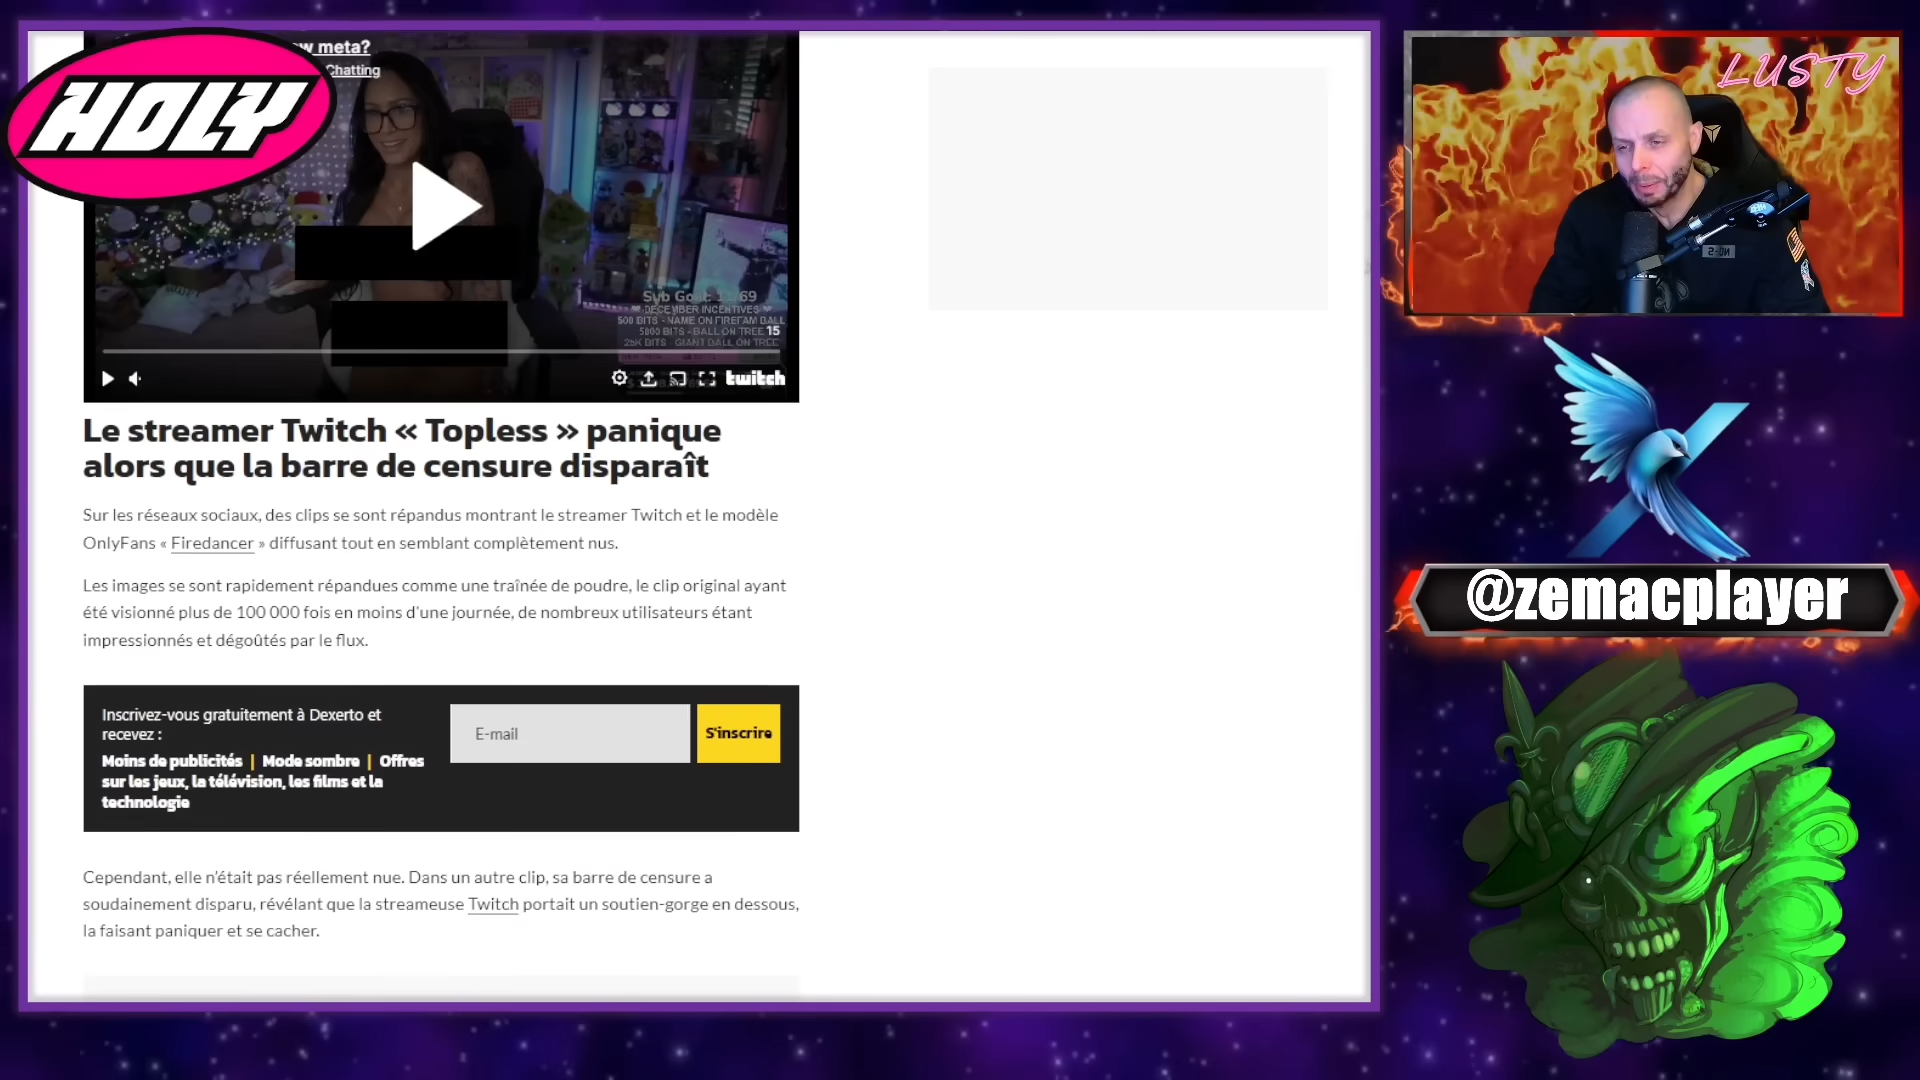 HOLY
w meta?
Chatting
LUSTY
Sub Goal: 11/69
DECEMBER INCENTIVES
500 BITS - NAME ON FIREFAM BALL
5000 BITS - BALL ON TREE
15
25K BITS - GIANT BALL ON TREE
twitch
Le streamer Twitch « Topless » panique
alors que la barre de censure disparaît
Sur les réseaux sociaux, des clips se sont répandus montrant le streamer Twitch et le modèle
OnlyFans « Firedancer » diffusant tout en semblant complètement nus.
Les images se sont rapidement répandues comme une traînée de poudre, le clip original ayant
été visionné plus de 100 000 fois en moins d'une journée, de nombreux utilisateurs étant
impressionnés et dégoûtés par le flux.
Inscrivez-vous gratuitement à Dexerto et
recevez :
Moins de publicités | Mode sombre | Offres
sur les jeux, la télévision, les films et la
technologie
E-mail
S'inscrire
Cependant, elle n'était pas réellement nue. Dans un autre clip, sa barre de censure a
soudainement disparu, révélant que la streameuse Twitch portait un soutien-gorge en dessous,
la faisant paniquer et se cacher.
@zemacplayer